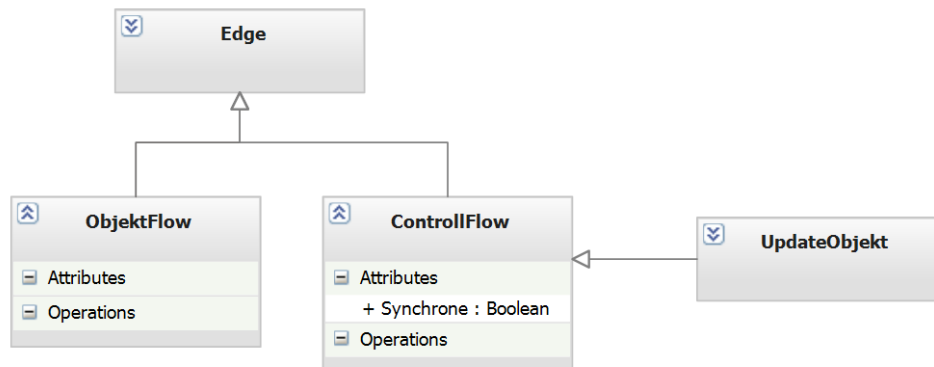 Edge
ObjektFlow
Attributes
Operations
ControllFlow
Attributes
+ Synchrone : Boolean
Operations
UpdateObjekt